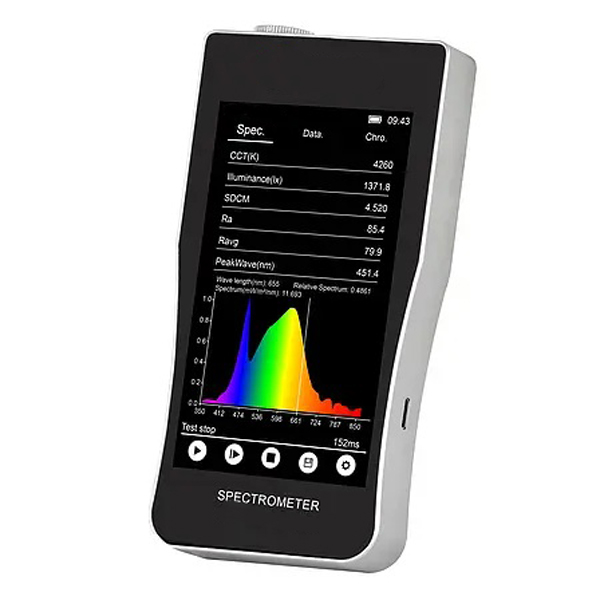 09:43
Spec. Data. Chro.
CCT(K) 4260
Illuminance(lx) 1371.8
SDCM 4.520
Ra 85.4
Ravg 79.9
PeakWave(nm) 451.4
Wave length(nm): 655 Relative Spectrum: 0.4861
Spectrum(mW/m²/nm): 11.693
1.0
0.8
0.6
0.4
0.2
0.0
350 412 474 536 598 661 724 787 850
Test stop 152ms
SPECTROMETER